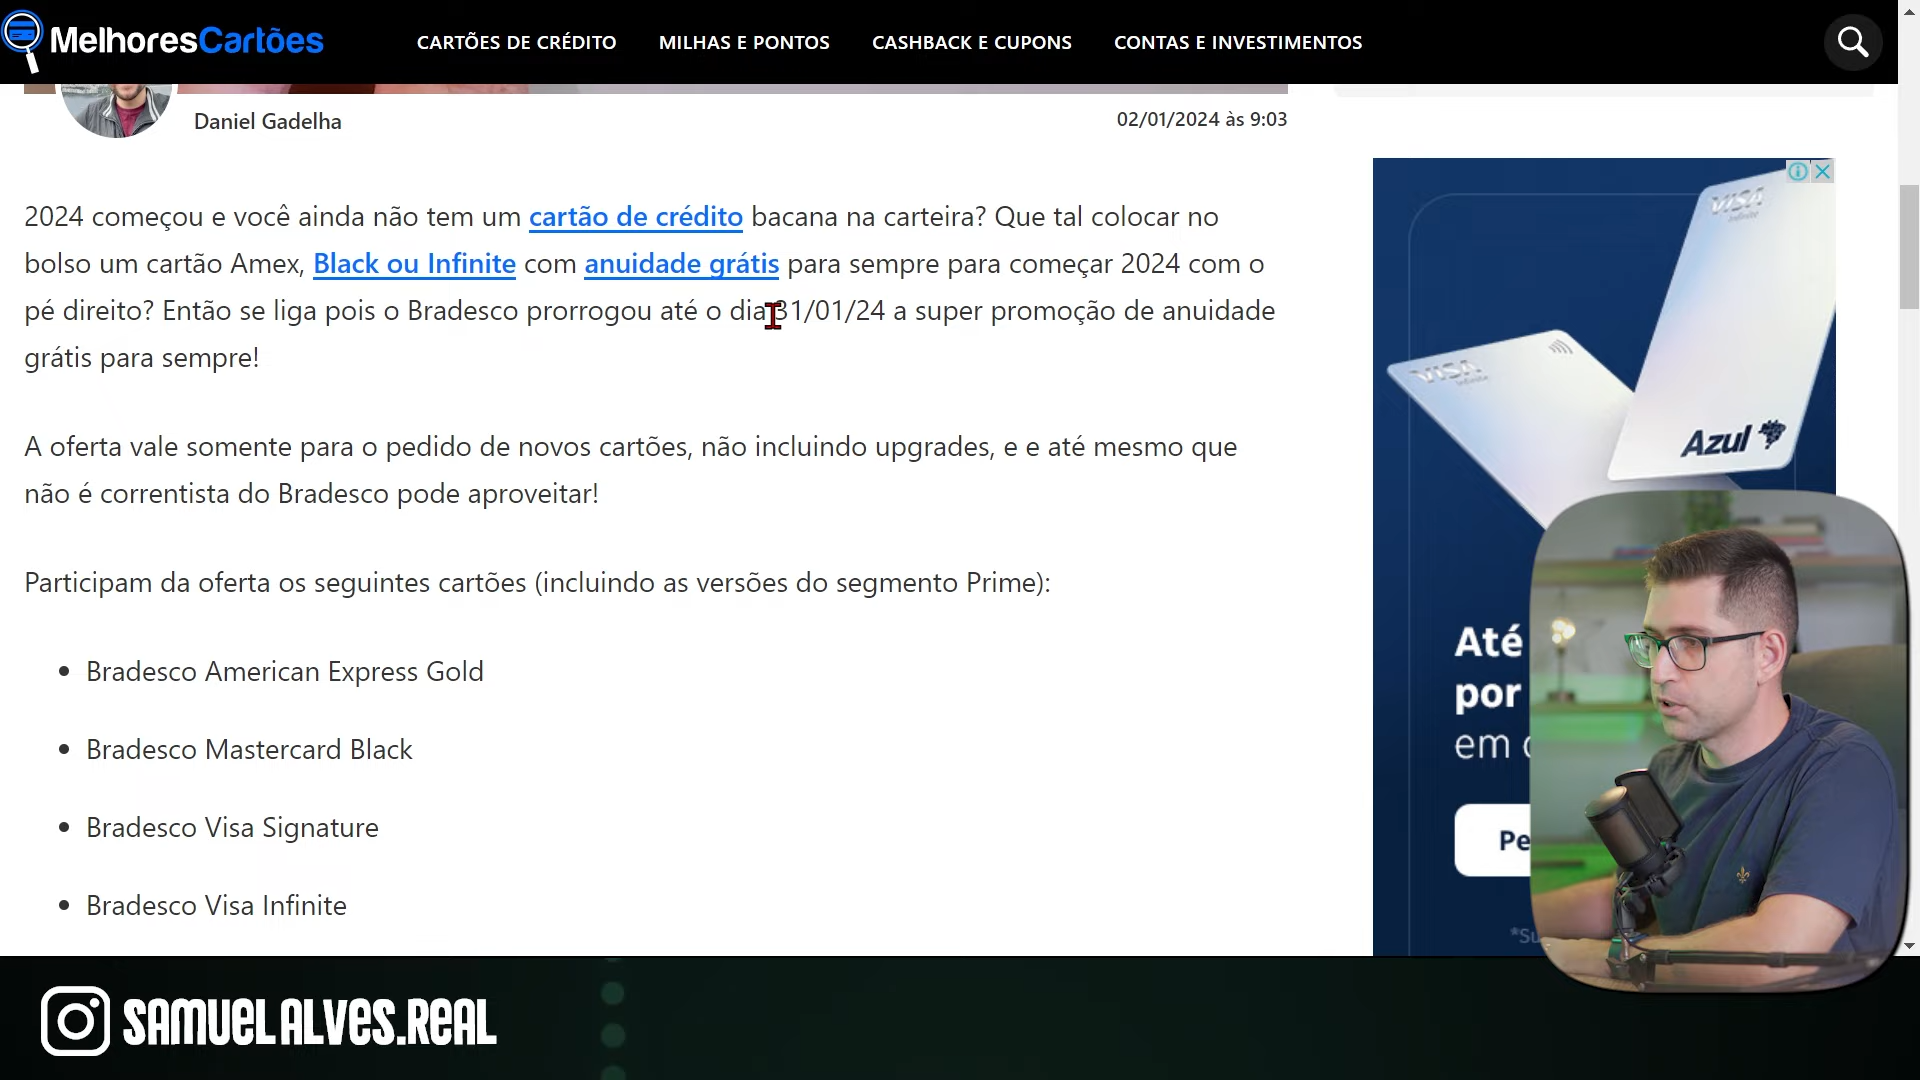 MelhoresCartões
CARTÕES DE CRÉDITO
MILHAS E PONTOS
CASHBACK E CUPONS
CONTAS E INVESTIMENTOS
Daniel Gadelha
02/01/2024 às 9:03
2024 começou e você ainda não tem um cartão de crédito bacana na carteira? Que tal colocar no
bolso um cartão Amex, Black ou Infinite com anuidade grátis para sempre para começar 2024 com o
pé direito? Então se liga pois o Bradesco prorrogou até o dia 31/01/24 a super promoção de anuidade
grátis para sempre!
A oferta vale somente para o pedido de novos cartões, não incluindo upgrades, e e até mesmo que
não é correntista do Bradesco pode aproveitar!
Participam da oferta os seguintes cartões (incluindo as versões do segmento Prime):
• Bradesco American Express Gold
• Bradesco Mastercard Black
• Bradesco Visa Signature
• Bradesco Visa Infinite
VISA
Infinite
VISA
Infinite
Azul
Até
por
em
Pe
*Su
SAMUEL ALVES.REAL